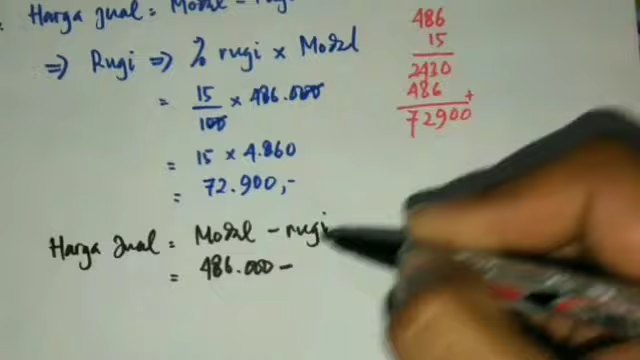 Harga Jual = Modal - rugi
⇒ Rugi ⇒ % rugi × Modal
= 15/100 × 486.000
= 15 × 4.860
= 72.900,-
Harga Jual = Modal - rugi
= 486.000 -
486
15
2430
486 +
72900